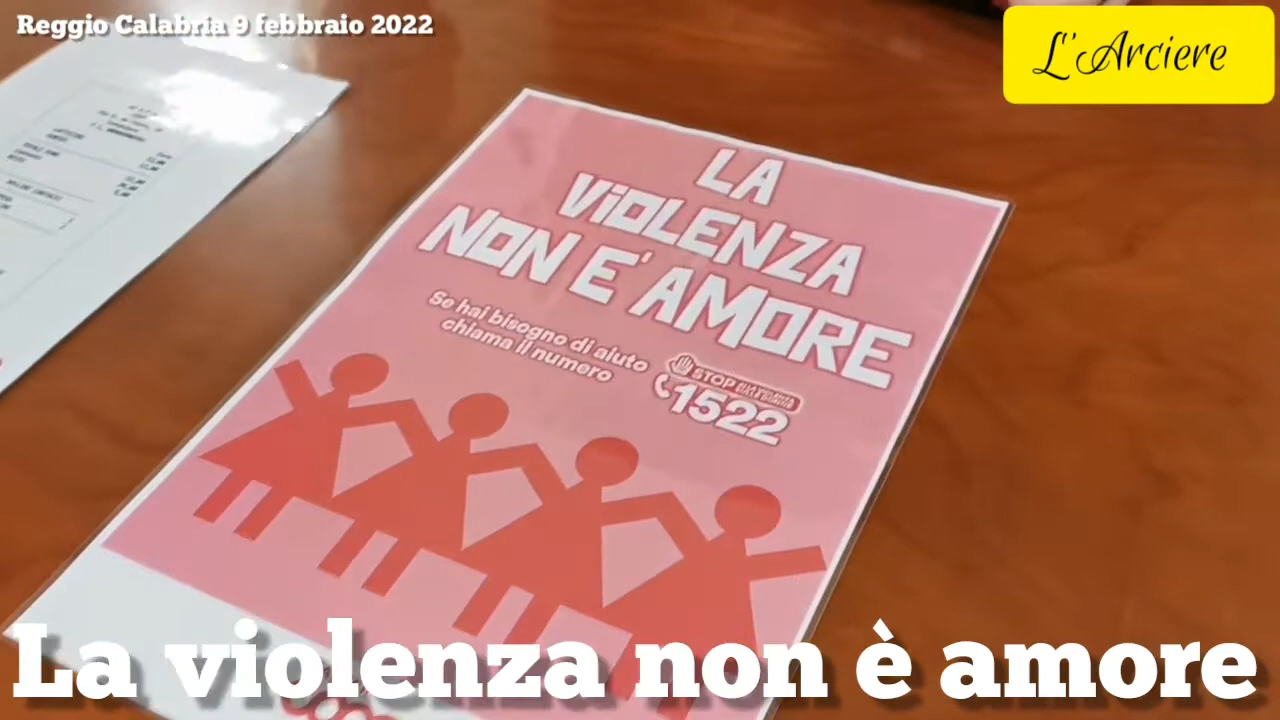 Reggio Calabria 9 febbraio 2022
L'Arciere
LA
ViOLENZA
NON E' AMORE
Se hai bisogno di aiuto
chiama il numero
STOP
1522
La violenza non è amore